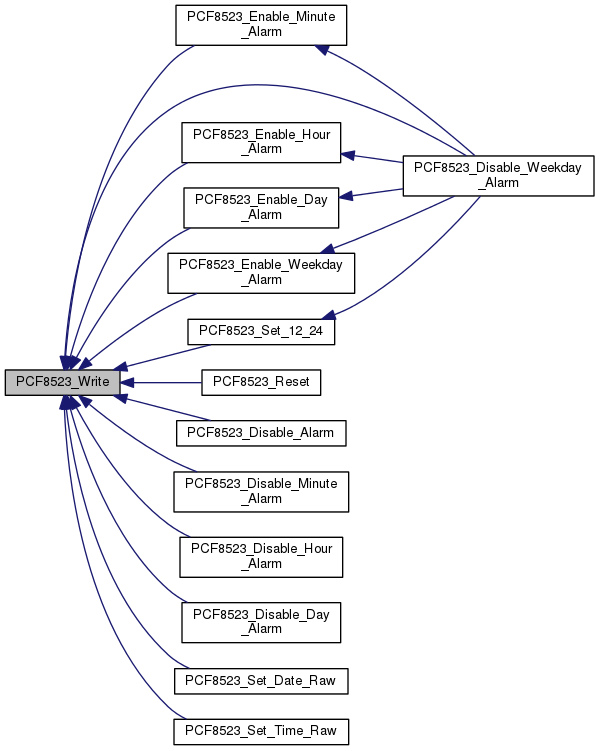 PCF8523_Enable_Minute
_Alarm
PCF8523_Enable_Hour
_Alarm
PCF8523_Disable_Weekday
_Alarm
PCF8523_Enable_Day
_Alarm
PCF8523_Enable_Weekday
_Alarm
PCF8523_Set_12_24
PCF8523_Write
PCF8523_Reset
PCF8523_Disable_Alarm
PCF8523_Disable_Minute
_Alarm
PCF8523_Disable_Hour
_Alarm
PCF8523_Disable_Day
_Alarm
PCF8523_Set_Date_Raw
PCF8523_Set_Time_Raw